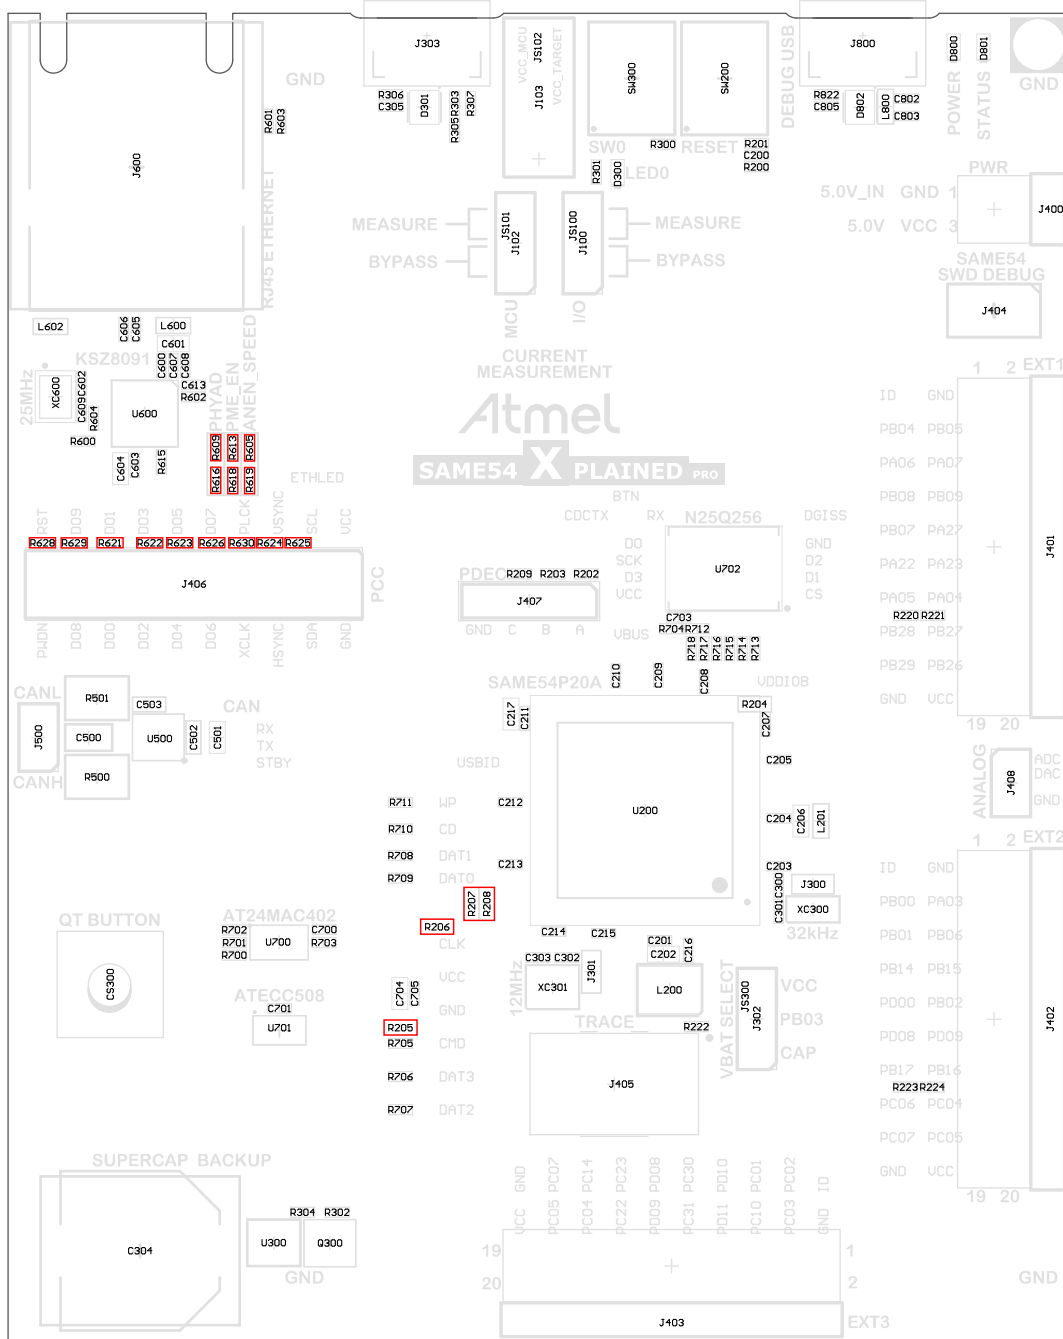 J303
JS102
VCC_MCU
VCC_TARGET
J103
SW300
SW200
DEBUG USB
J800
D800
D801
POWER
STATUS
GND
GND
R306
C305
D301
R303
R307
R305
R822
C805
D802
L800
C802
C803
R601
R603
J600
RJ45 ETHERNET
SW0
R300
RESET
R201
C200
R200
R301
D300
LED0
PWR
5.0V_IN GND 1
5.0V VCC 3
J400
MEASURE
BYPASS
JS101
J102
JS100
J100
MEASURE
BYPASS
MCU
I/O
SAME54
SWD DEBUG
J404
L602
C606
C605
L600
C601
KSZ8091
C600
C607
C608
C613
R602
25MHz
XC600
C602
C609
R604
R600
U600
C604
C603
R615
PHYAD
PME_EN
ANEN_SPEED
R609
R613
R605
R616
R618
R619
CURRENT
MEASUREMENT
Atmel
SAME54 X PLAINED PRO
1 2 EXT1
ID GND
PB04 PB05
PA06 PA07
PB08 PB09
PB07 PA27
PA22 PA23
PA05 PA04
R220 R221
PB28 PB27
PB29 PB26
GND VCC
19 20
J401
ETHLED
BTN
CDCTX RX N25Q256 DGISS
RST
DO9
DO1
DO3
DO5
DO7
PLCK
VSYNC
SCL
VCC
R628 R629 R621 R622 R623 R626 R630 R624 R625
J406
PCC
PWDN
DO8
DO0
DO2
DO4
DO6
XCLK
HSYNC
SDA
GND
D0
SCK
D3
VCC
U702
GND
D2
D1
CS
PDEC R209 R203 R202
J407
GND C B A
VBUS
C703
R704 R712
R718
R717
R716
R715
R714
R713
C210
C209
C208
SAME54P20A
VDDIOB
CANL
R501
C503
CAN
J500
C500
U500
C502
C501
RX
TX
STBY
CANH
R500
C217
C211
R204
C207
USBID
C205
U200
C212
C213
C204
C206
L201
C203
C300
J300
C301
XC300
32kHz
ANALOG
J408
ADC
DAC
GND
R711 WP
R710 CD
R708 DAT1
R709 DAT0
R207
R208
R206
CLK
VCC
GND
C704
C705
R205
R705 CMD
R706 DAT3
R707 DAT2
1 2 EXT2
ID GND
PB00 PA03
PB01 PB06
PB14 PB15
PD00 PB02
PD08 PD09
PB17 PB16
R223 R224
PC06 PC04
PC07 PC05
GND VCC
19 20
J402
QT BUTTON
CS300
AT24MAC402
R702
R701
R700
U700
C700
R703
ATECC508
C701
U701
C214
C215
C201
C202
C216
C303 C302
J301
12MHz
XC301
L200
VBAT SELECT
JS300
J302
VCC
PB03
CAP
TRACE
R222
J405
SUPERCAP BACKUP
C304
R304 R302
U300
Q300
GND
VCC
GND
PC05
PC07
PC04
PC14
PC22
PC23
PD09
PD08
PC31
PC30
PD11
PD10
PC10
PC01
PC03
PC02
GND
ID
19
20
1
2
J403
EXT3
GND